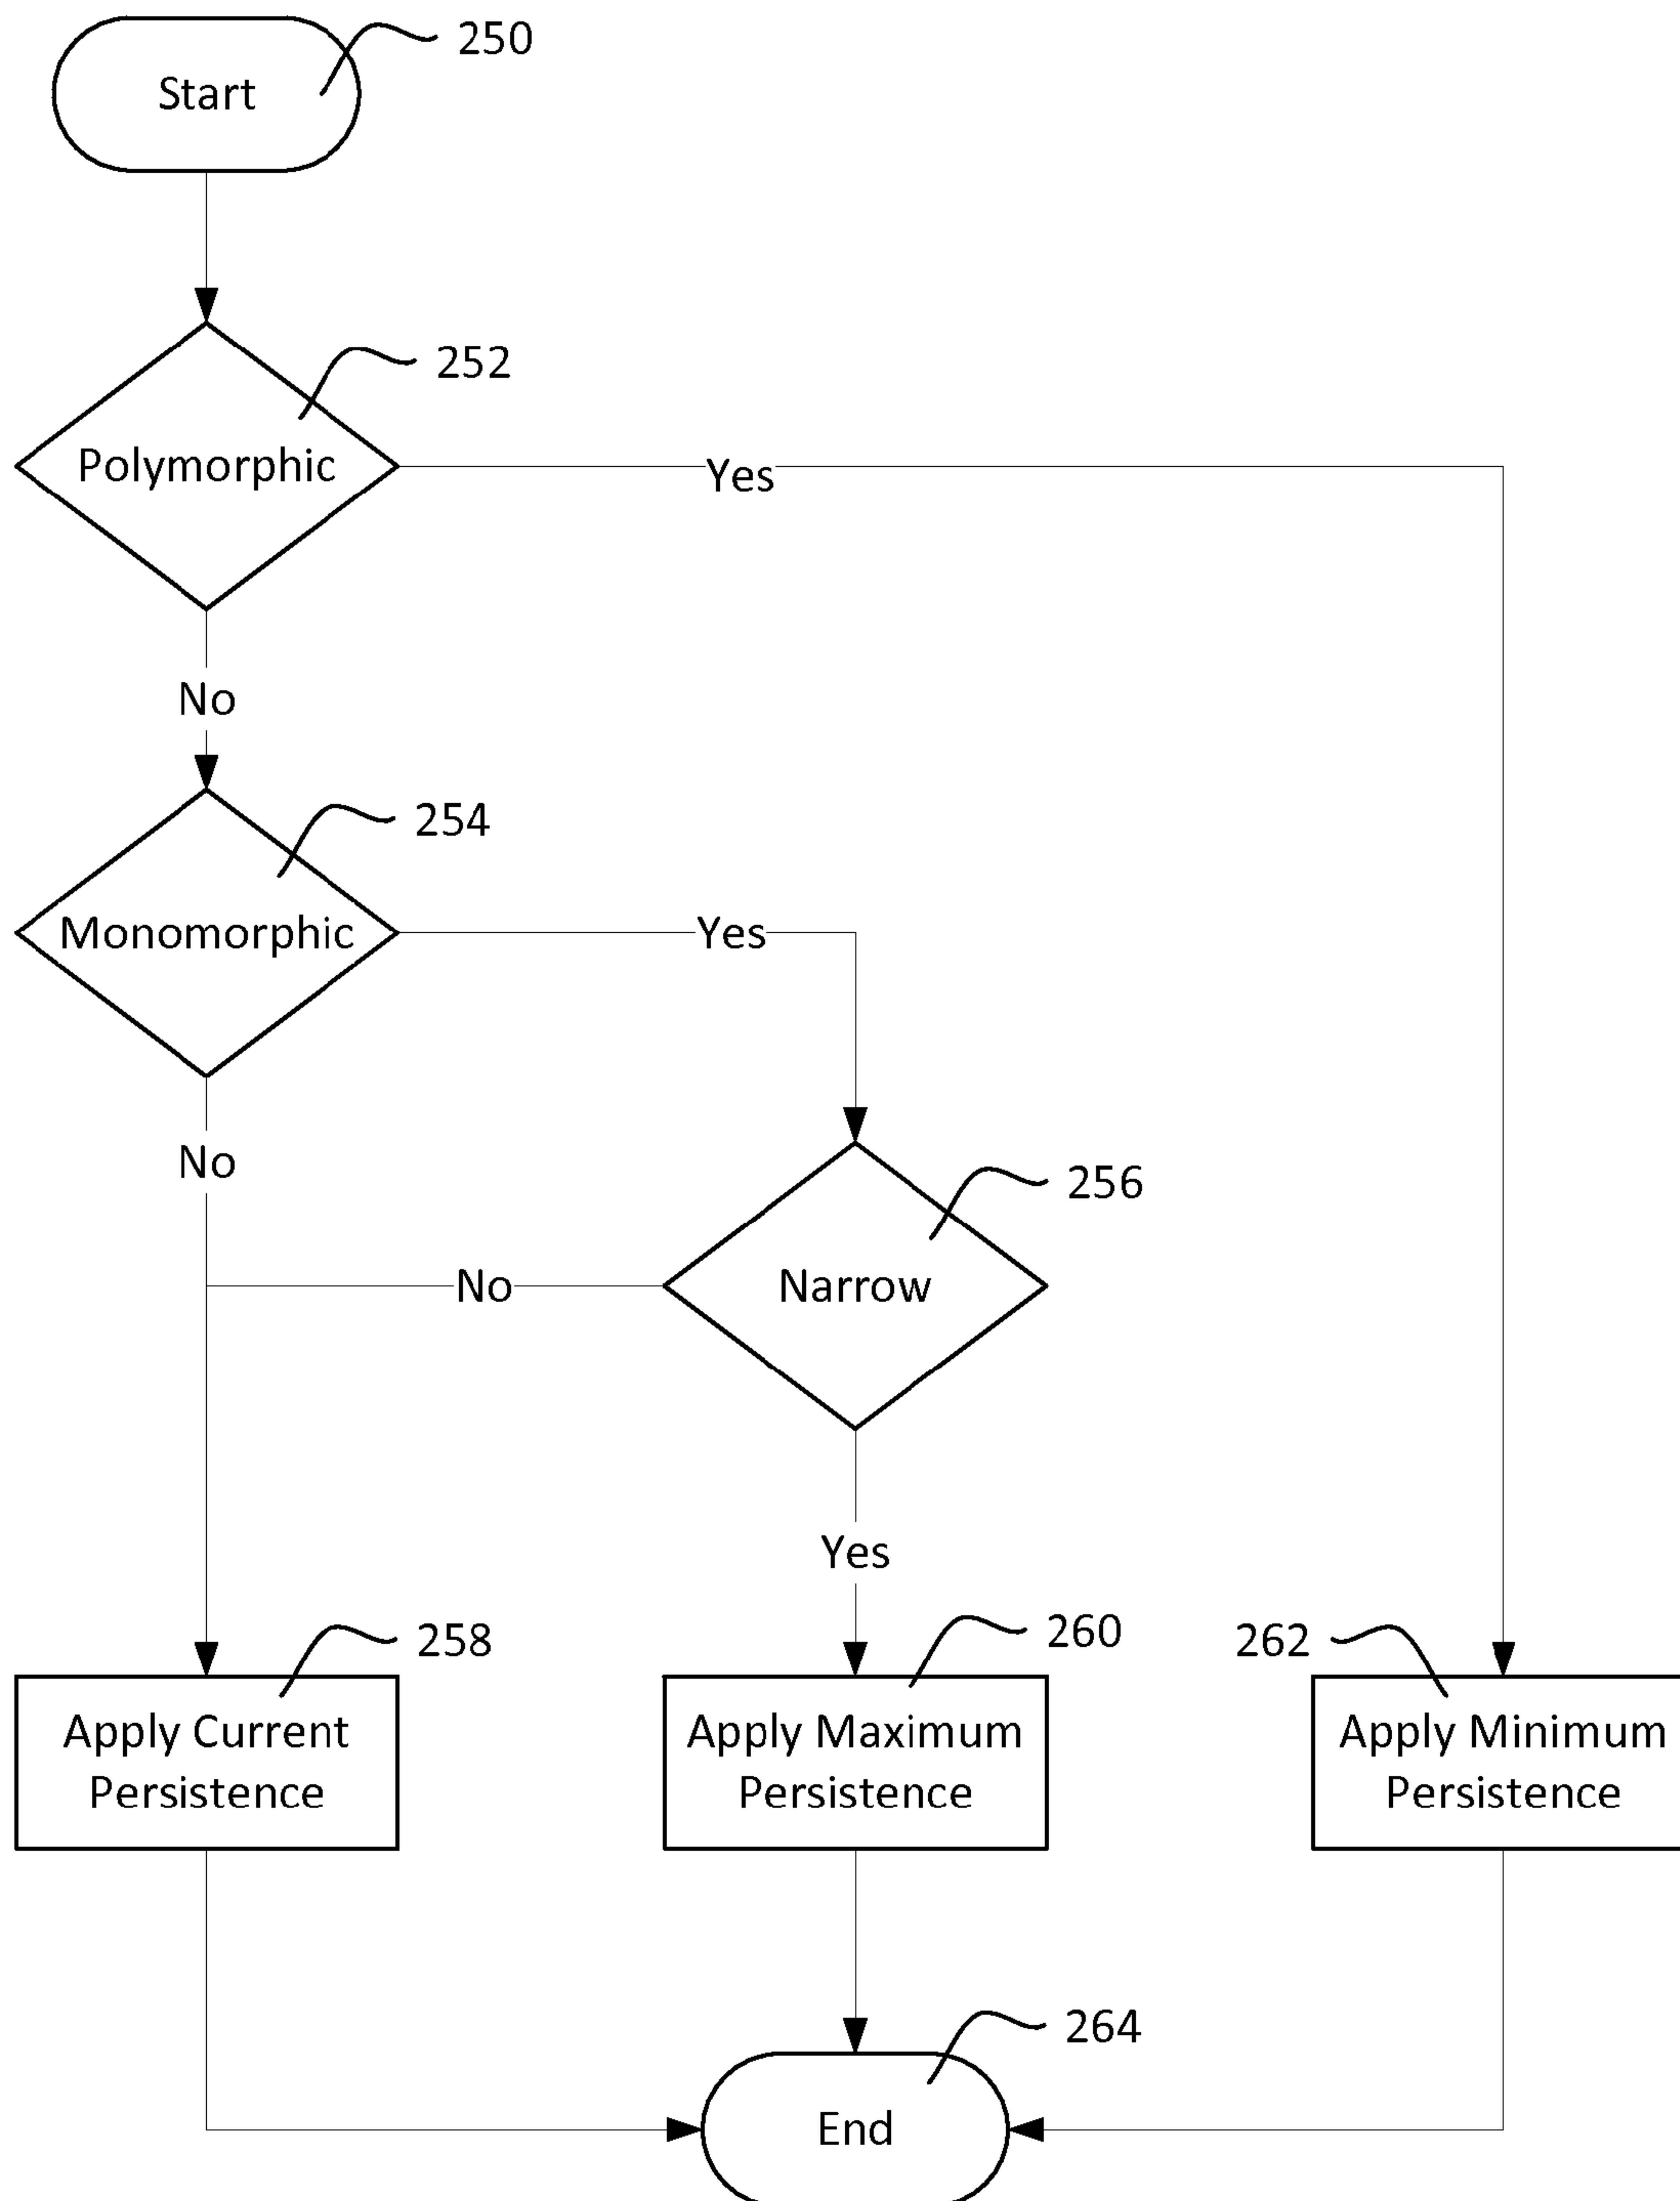 250
Start
252
Polymorphic
Yes
No
254
Monomorphic
Yes
No
256
Narrow
No
Yes
258
Apply Current
Persistence
260
Apply Maximum
Persistence
262
Apply Minimum
Persistence
264
End